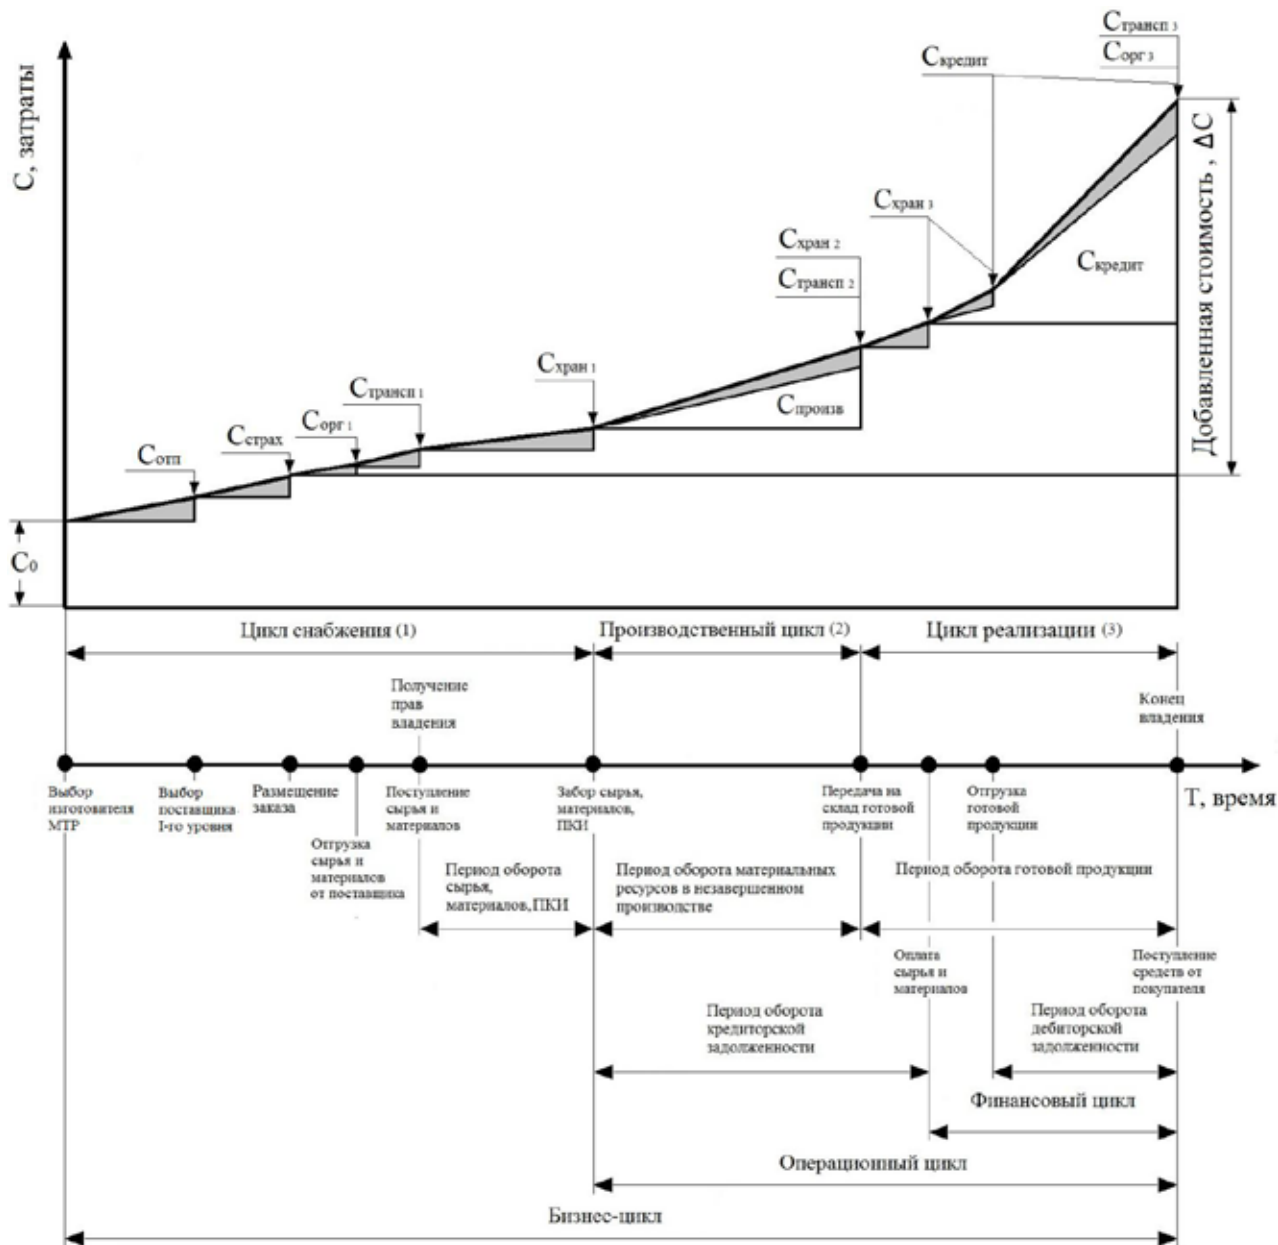 Странсп 3
Сорг 3
Скредит
С, затраты
Добавленная стоимость , ΔС
Схран 3
Схран 2
Странсп 2
Скредит
Схран 1
Странсп 1
Спроизв
Сорг 1
Сстрах
Сотп
С0
Цикл снабжения (1)
Производственный цикл (2)
Цикл реализации (3)
Получение
прав
владения
Конец
владения
Выбор
изготовителя
МТР
Выбор
поставщика
1-го уровня
Размещение
заказа
Отгрузка
сырья и
материалов
от поставщика
Поступление
сырья и
материалов
Забор сырья,
материалов,
ПКИ
Передача на
склад готовой
продукции
Отгрузка
готовой
продукции
Т, время
Период оборота
сырья,
материалов,ПКИ
Период оборота материальных
ресурсов в незавершенном
производстве
Период оборота готовой продукции
Оплата
сырья и
материалов
Поступление
средств от
покупателя
Период оборота
кредиторской
задолженности
Период оборота
дебиторской
задолженности
Финансовый цикл
Операционный цикл
Бизнес-цикл